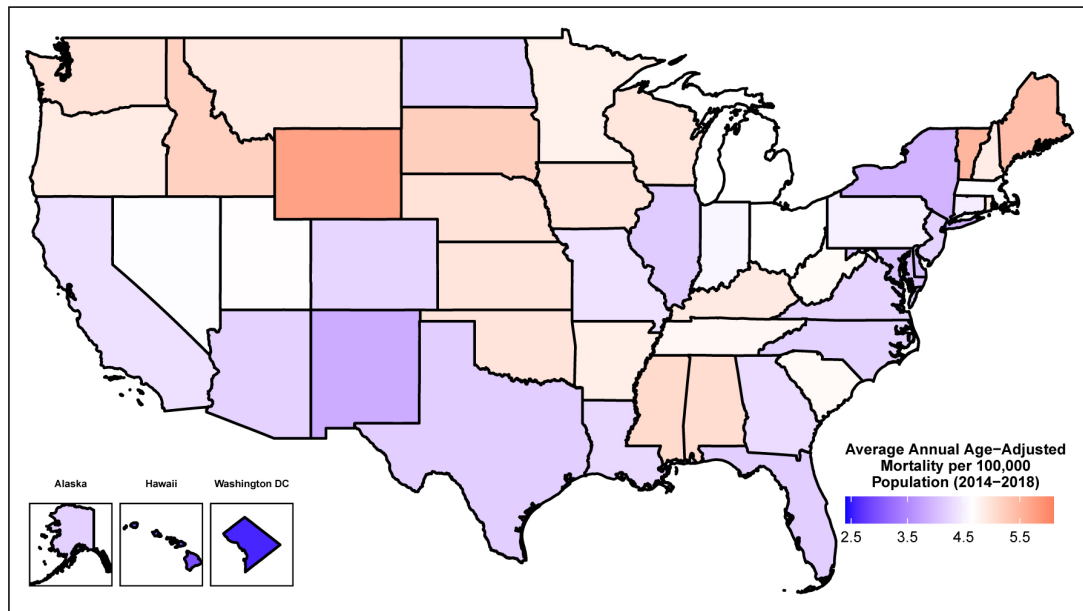 Alaska
Hawaii
Washington DC
Average Annual Age−Adjusted
Mortality per 100,000
Population (2014−2018)
2.5 3.5 4.5 5.5